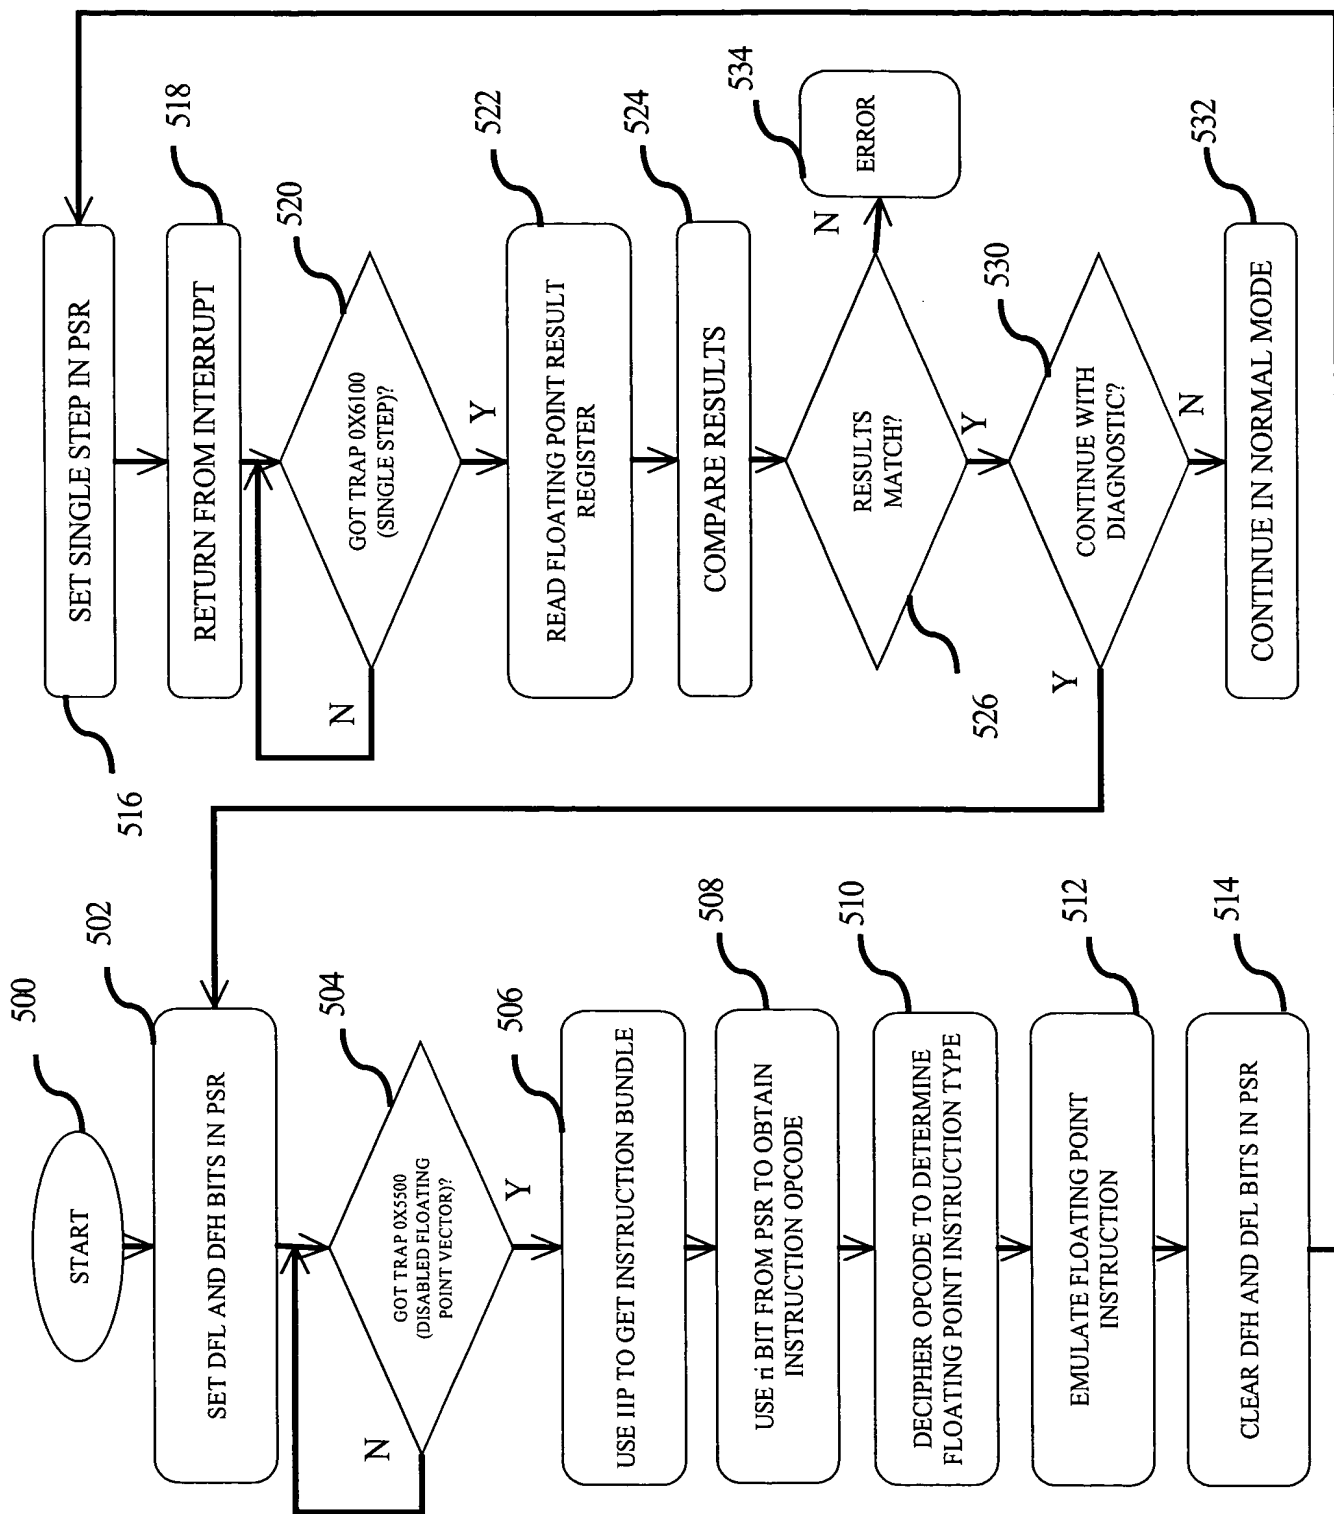 500
START
502
SET DFL AND DFH BITS IN PSR
504
GOT TRAP 0X5500
(DISABLED FLOATING
POINT VECTOR)?
N
Y
506
USE IIP TO GET INSTRUCTION BUNDLE
508
USE ri BIT FROM PSR TO OBTAIN
INSTRUCTION OPCODE
510
DECIPHER OPCODE TO DETERMINE
FLOATING POINT INSTRUCTION TYPE
512
EMULATE FLOATING POINT
INSTRUCTION
514
CLEAR DFH AND DFL BITS IN PSR
516
SET SINGLE STEP IN PSR
518
RETURN FROM INTERRUPT
520
GOT TRAP 0X6100
(SINGLE STEP)?
N
Y
522
READ FLOATING POINT RESULT
REGISTER
524
COMPARE RESULTS
526
RESULTS
MATCH?
N
534
ERROR
Y
530
CONTINUE WITH
DIAGNOSTIC?
Y
N
532
CONTINUE IN NORMAL MODE